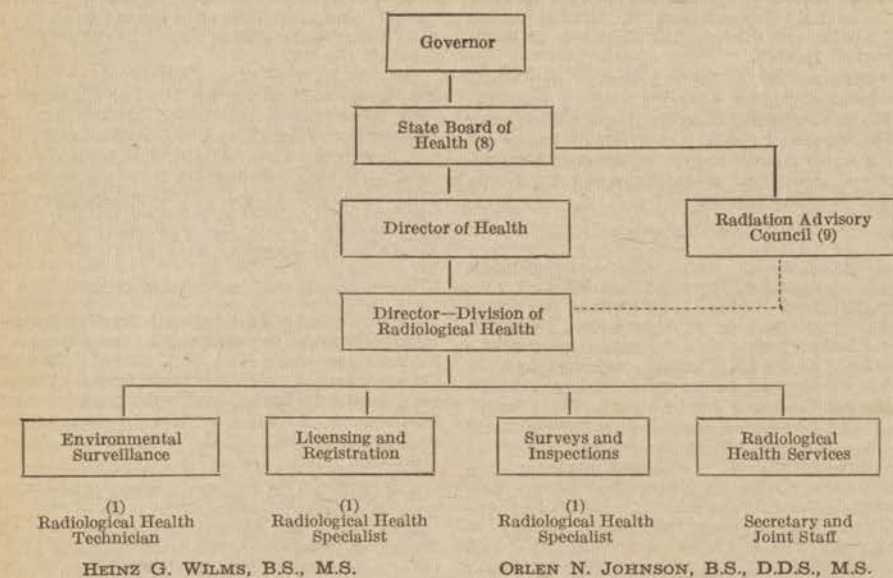 Governor
State Board of
Health (8)
Director of Health
Radiation Advisory
Council (9)
Director—Division of
Radiological Health
Environmental
Surveillance
Licensing and
Registration
Surveys and
Inspections
Radiological
Health Services
(1)
Radiological Health
Technician
(1)
Radiological Health
Specialist
(1)
Radiological Health
Specialist
Secretary and
Joint Staff
HEINZ G. WILMS, B.S., M.S.
ORLEN N. JOHNSON, B.S., D.D.S., M.S.